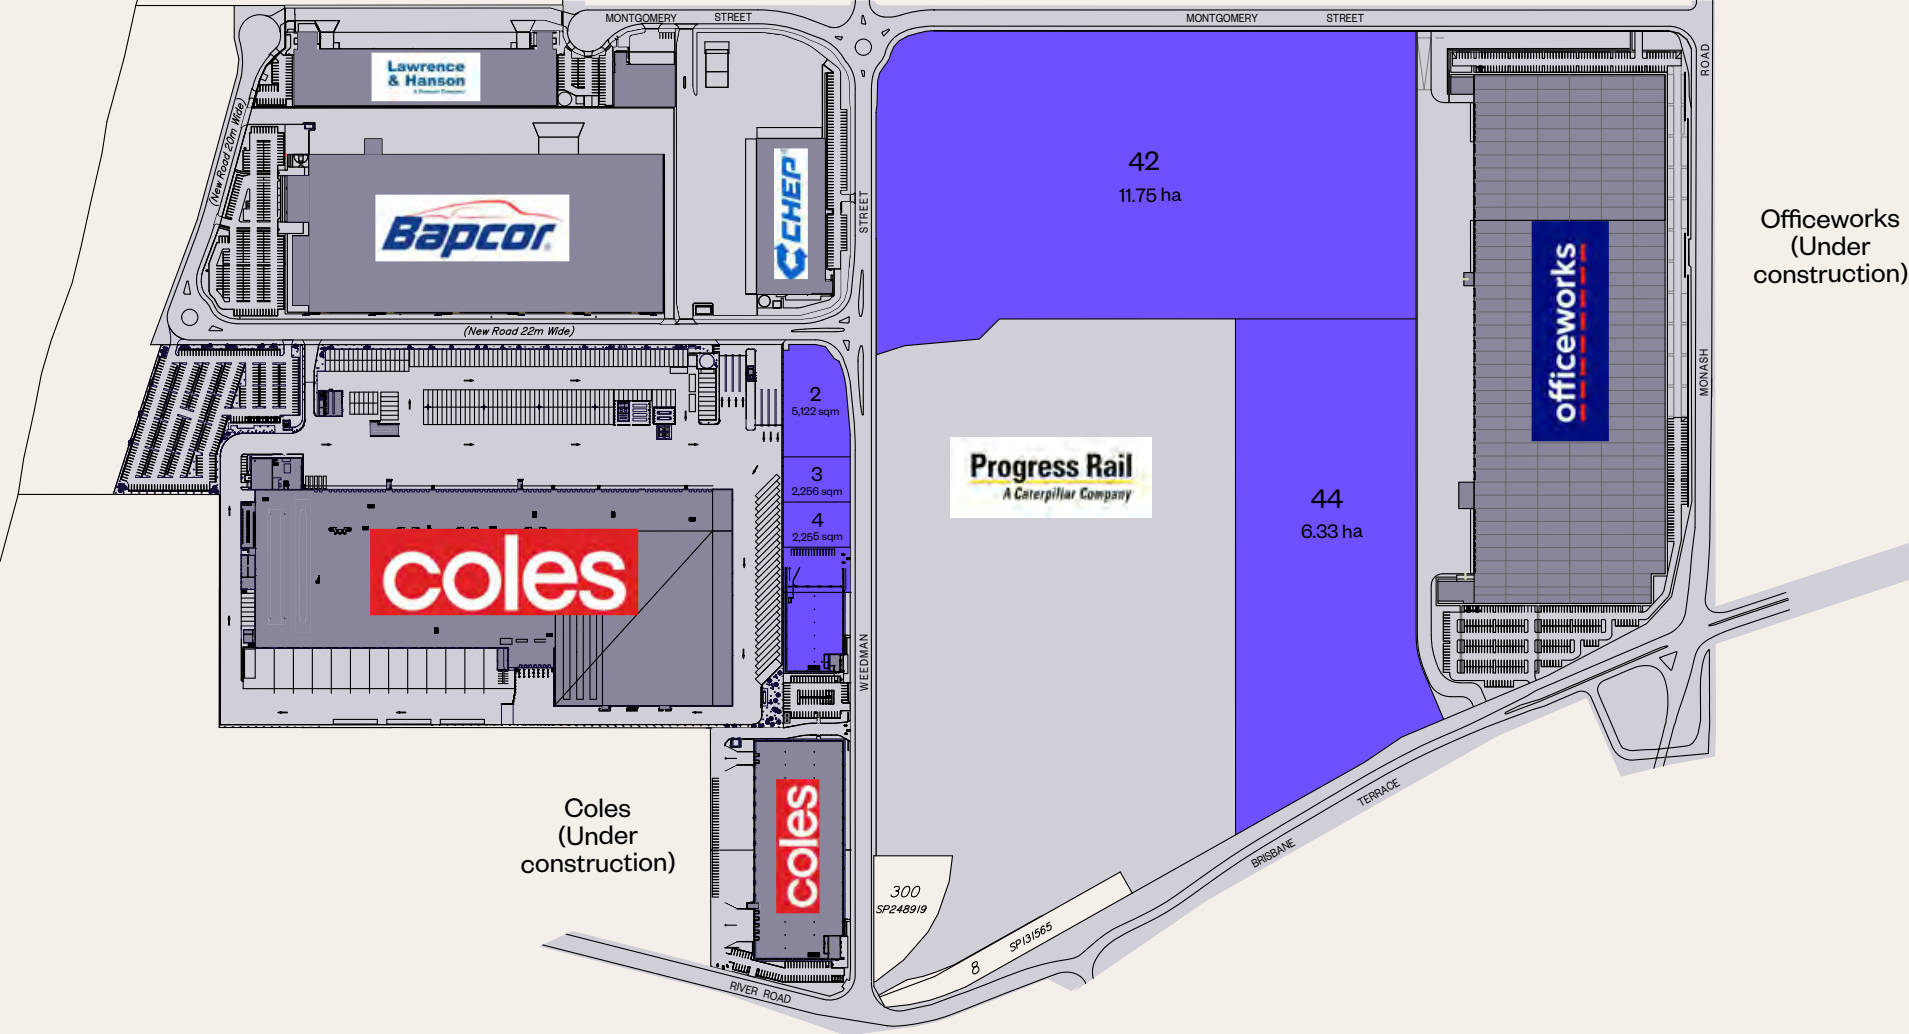 MONTGOMERY STREET
MONTGOMERY STREET
ROAD
Lawrence
& Hanson
(New Road 20m Wide)
Bapcor
CHEP
STREET
42
11.75 ha
Officeworks
(Under
construction)
officeworks
(New Road 22m Wide)
MONASH
2
5,122 sqm
3
2,256 sqm
4
2,255 sqm
Progress Rail
A Caterpillar Company
44
6.33 ha
coles
WEEDMAN
Coles
(Under
construction)
coles
TERRACE
BRISBANE
300
SP248919
SP131565
8
RIVER ROAD